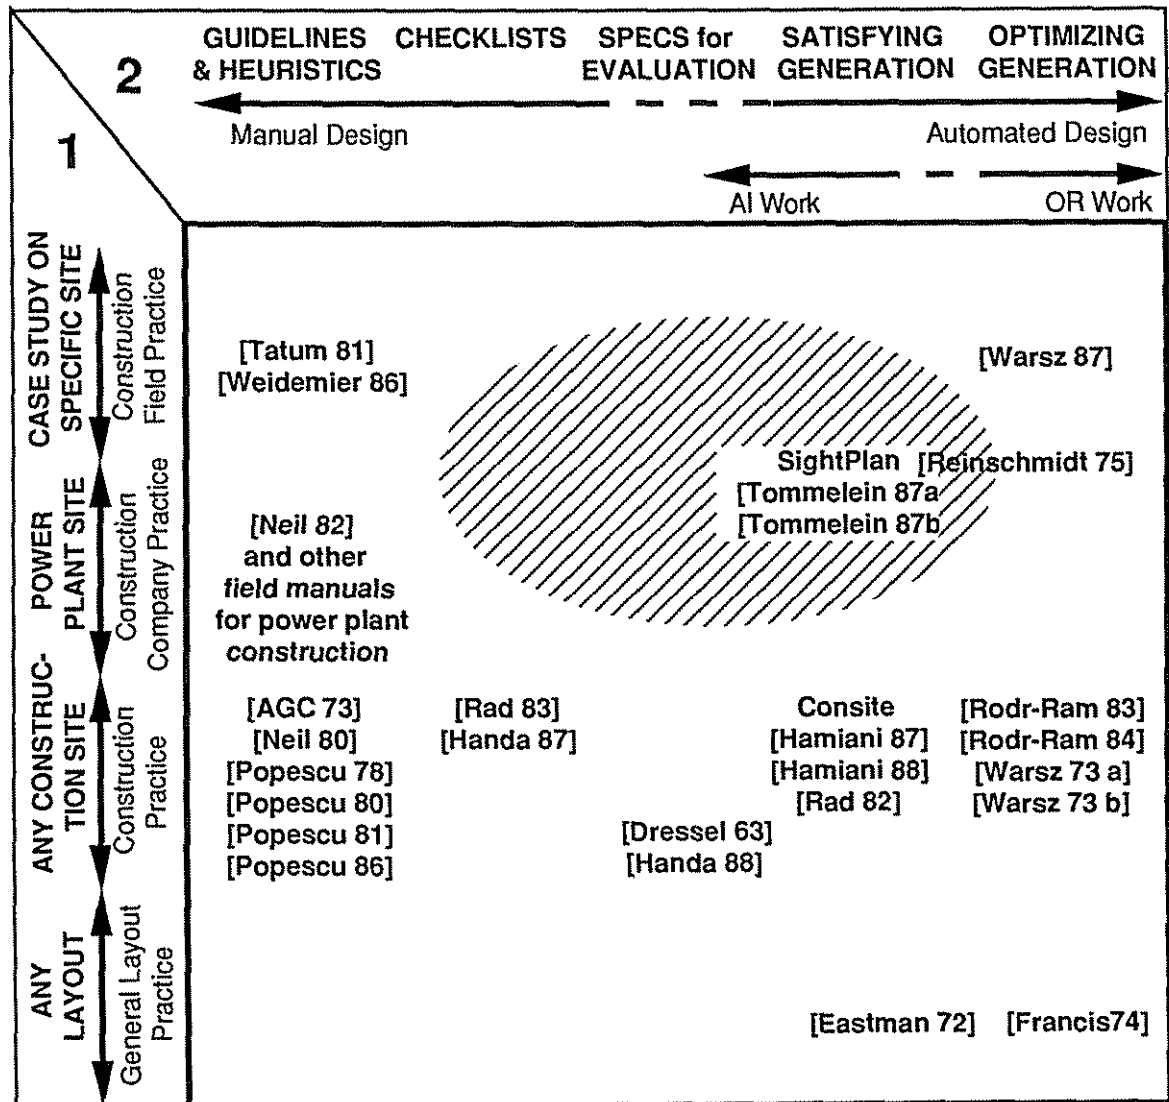 2
GUIDELINES & HEURISTICS
CHECKLISTS
SPECS for EVALUATION
SATISFYING GENERATION
OPTIMIZING GENERATION
Manual Design
Automated Design
AI Work
OR Work
1
CASE STUDY ON
SPECIFIC SITE
Construction
Field Practice
[Tatum 81]
[Weidemier 86]
[Warsz 87]
POWER
PLANT SITE
Construction
Company Practice
[Neil 82]
and other
field manuals
for power plant
construction
SightPlan
[Tommelein 87a
[Tommelein 87b
[Reinschmidt 75]
ANY CONSTRUC-
TION SITE
Construction
Practice
[AGC 73]
[Neil 80]
[Popescu 78]
[Popescu 80]
[Popescu 81]
[Popescu 86]
[Rad 83]
[Handa 87]
[Dressel 63]
[Handa 88]
Consite
[Hamiani 87]
[Hamiani 88]
[Rad 82]
[Rodr-Ram 83]
[Rodr-Ram 84]
[Warsz 73 a]
[Warsz 73 b]
ANY
LAYOUT
General Layout
Practice
[Eastman 72]
[Francis74]